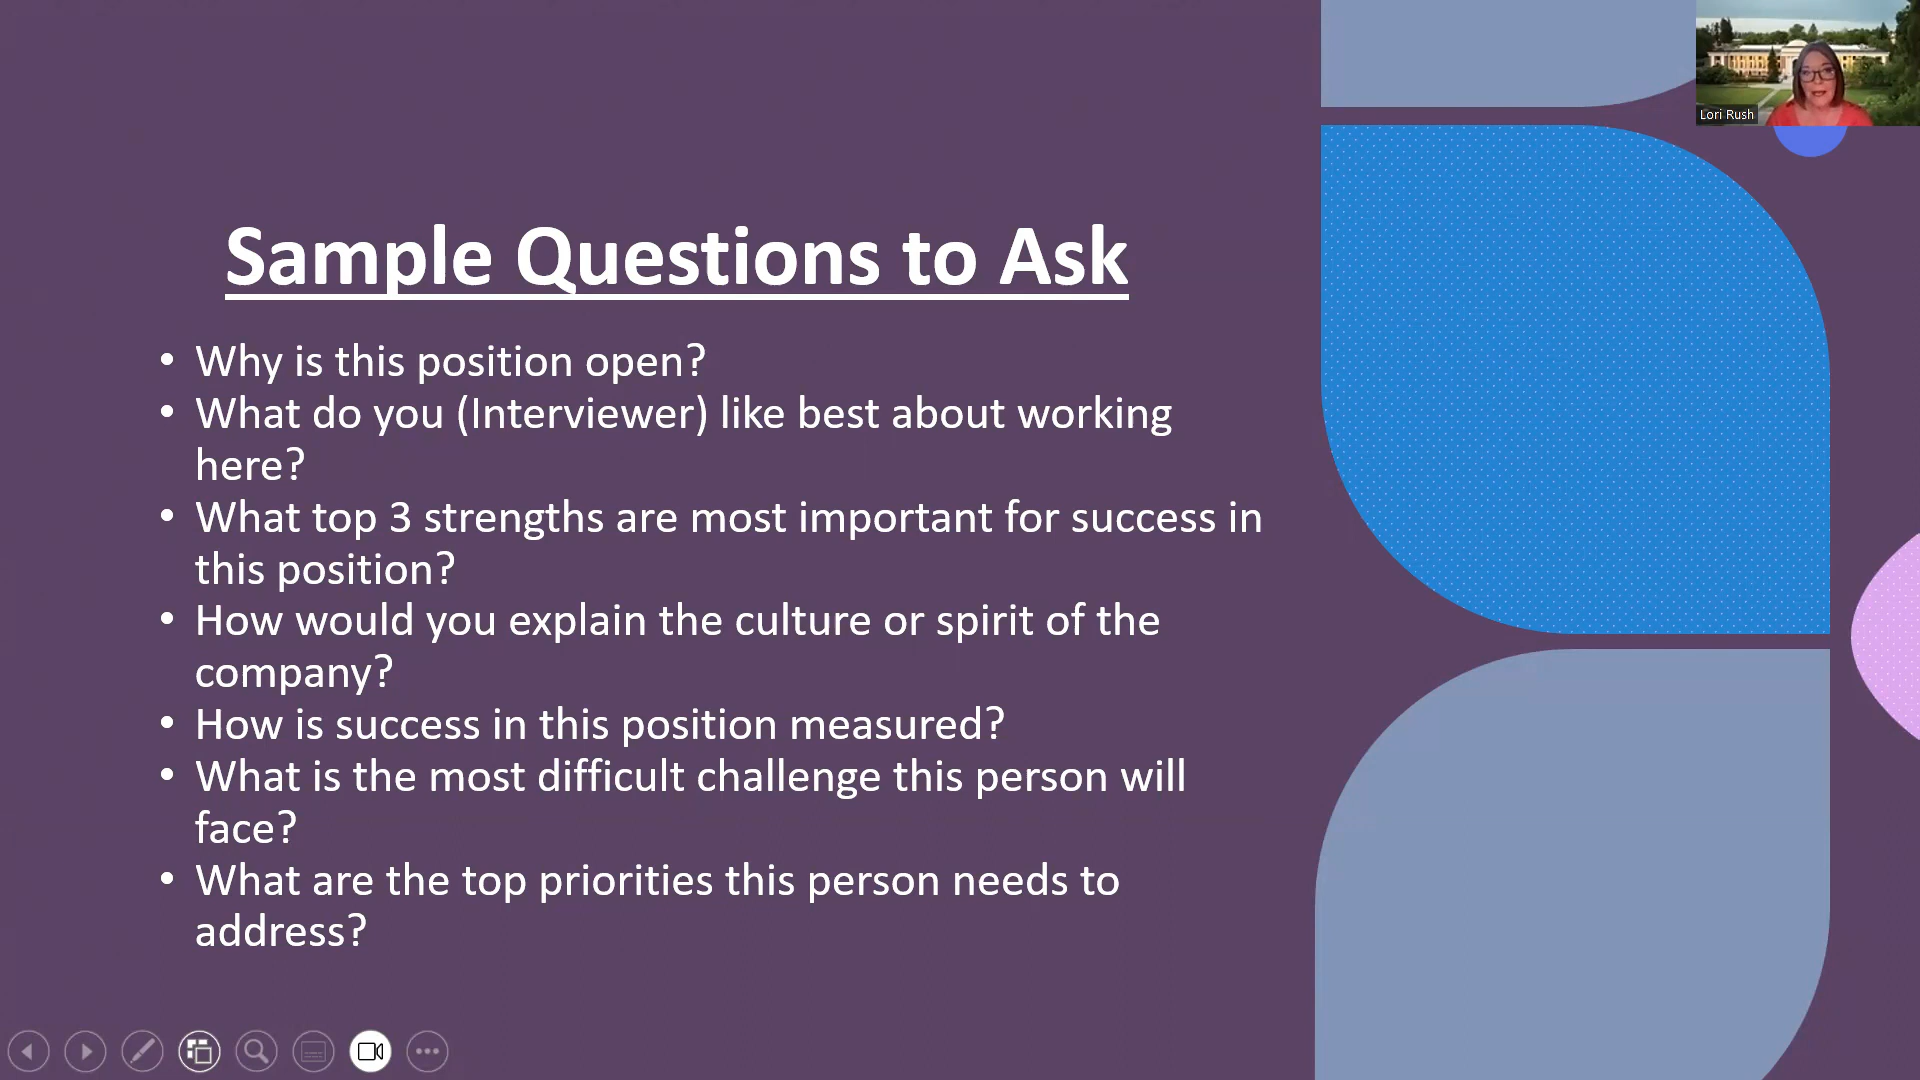 Lori Rush
Sample Questions to Ask
• Why is this position open?
• What do you (Interviewer) like best about working
here?
• What top 3 strengths are most important for success in
this position?
• How would you explain the culture or spirit of the
company?
• How is success in this position measured?
• What is the most difficult challenge this person will
face?
• What are the top priorities this person needs to
address?